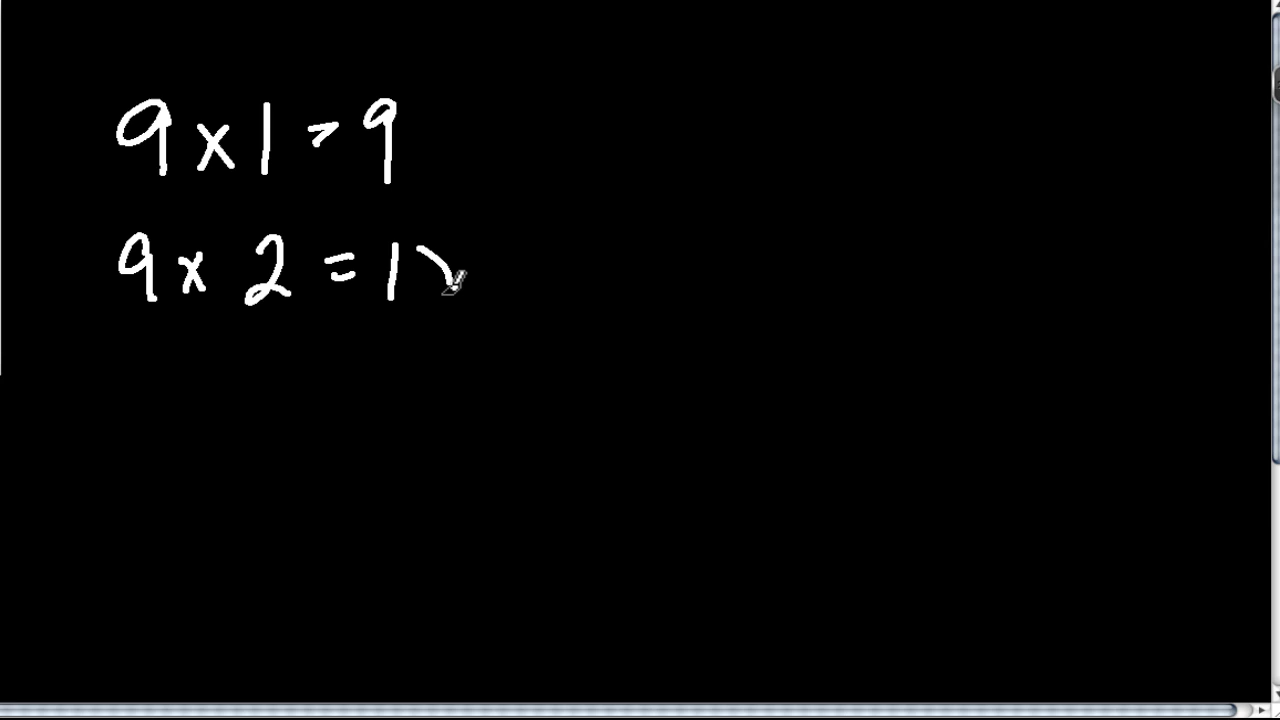 9 x 1 = 9
9 x 2 = 1